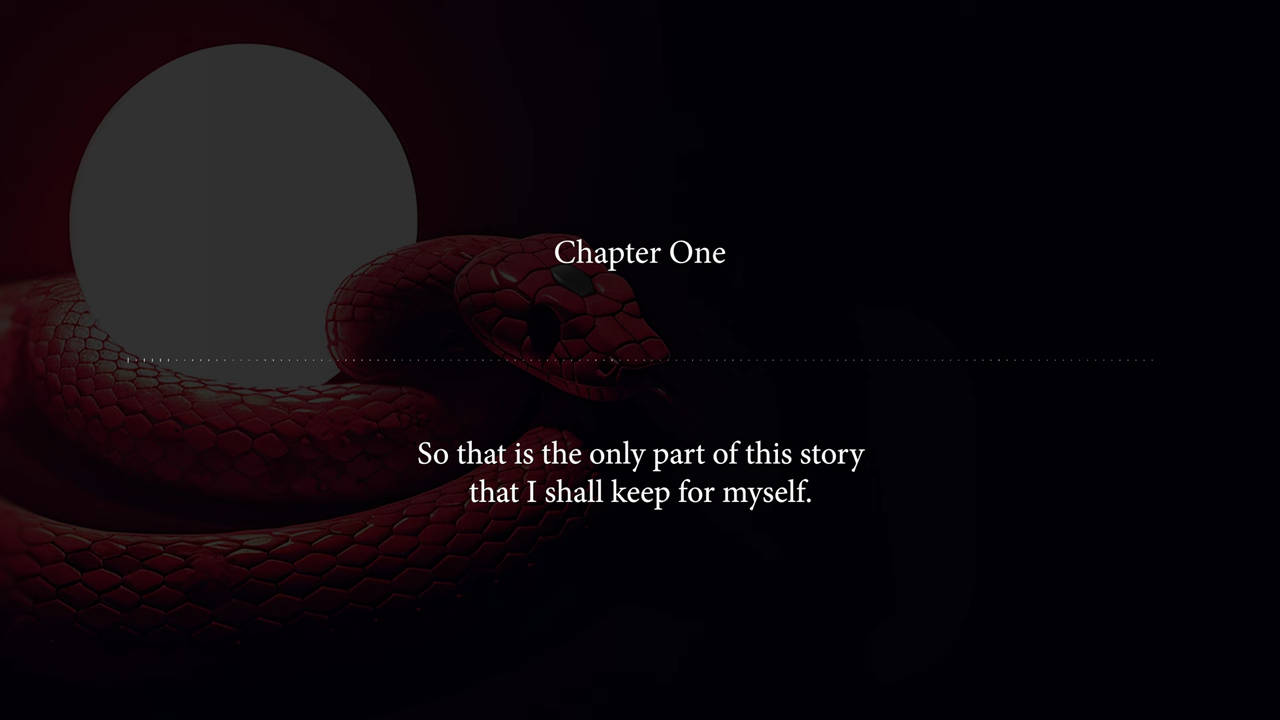 Chapter One
So that is the only part of this story
that I shall keep for myself.